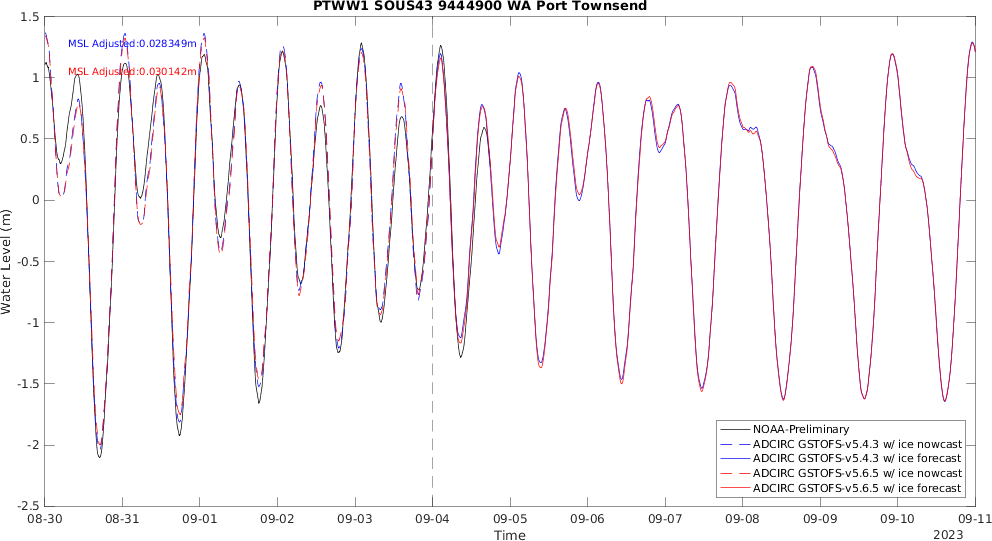 PTWW1 SOUS43 9444900 WA Port Townsend
MSL Adjusted:0.028349m
MSL Adjusted:0.030142m
Water Level (m)
1
0.5
0
-0.5
-1
-1.5
-2
-2.5
NOAA-Preliminary
ADCIRC GSTOFS-v5.4.3 w/ ice nowcast
ADCIRC GSTOFS-v5.4.3 w/ ice forecast
ADCIRC GSTOFS-v5.6.5 w/ ice nowcast
ADCIRC GSTOFS-v5.6.5 w/ ice forecast
08-30 08-31 09-01 09-02 09-03 09-04 09-05 09-06 09-07 09-08 09-09 09-10 09-11
Time
2023
1.5